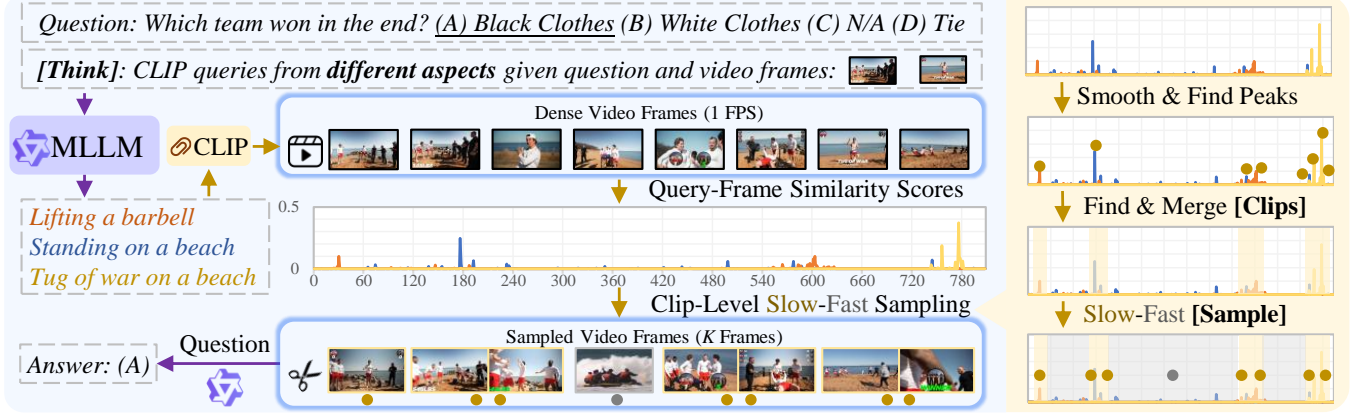 Question: Which team won in the end? (A) Black Clothes (B) White Clothes (C) N/A (D) Tie
[Think]: CLIP queries from different aspects given question and video frames:
MLLM
CLIP
Dense Video Frames (1 FPS)
Query-Frame Similarity Scores
Lifting a barbell
Standing on a beach
Tug of war on a beach
0.5
0
0 60 120 180 240 300 360 420 480 540 600 660 720 780
Clip-Level Slow-Fast Sampling
Sampled Video Frames (K Frames)
Question
Answer: (A)
Smooth & Find Peaks
Find & Merge [Clips]
Slow-Fast [Sample]